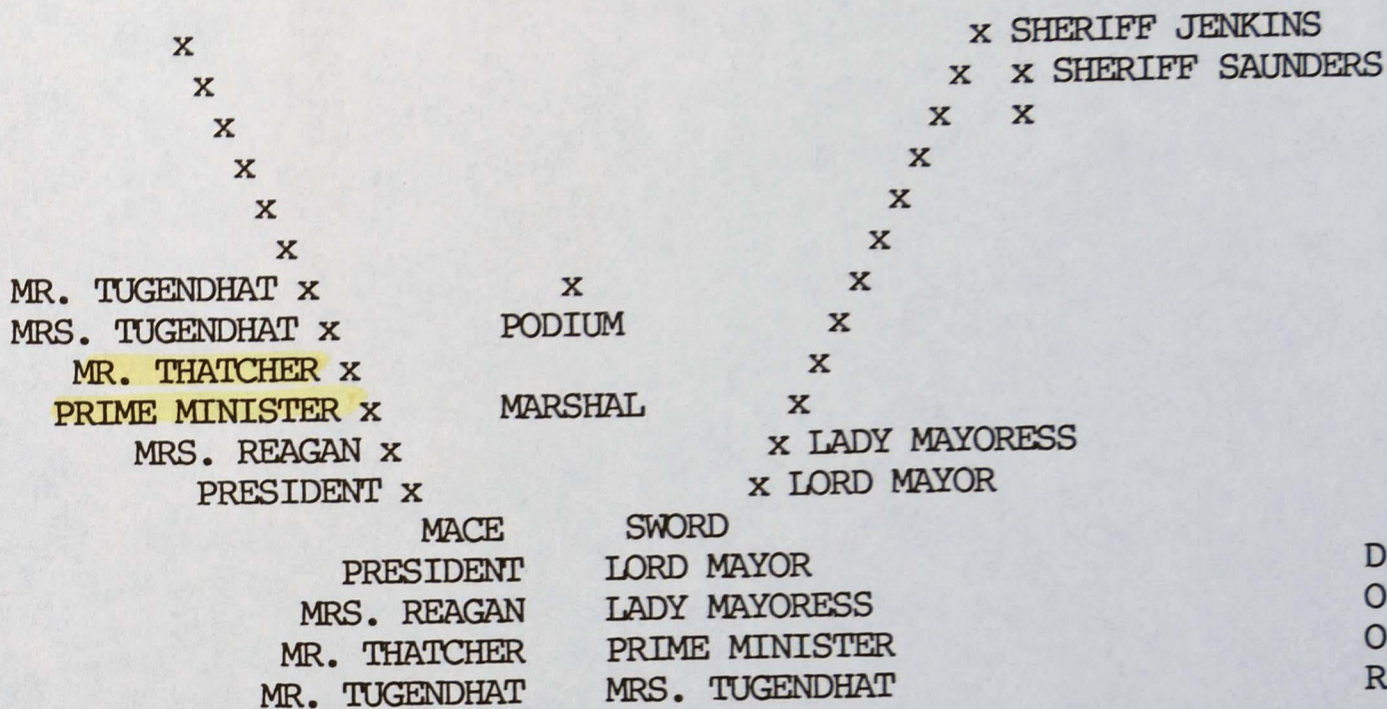 x x SHERIFF JENKINS
x x x SHERIFF SAUNDERS
x x x
x x
x x
x x
MR. TUGENDHAT x x x
MRS. TUGENDHAT x PODIUM x
MR. THATCHER x x
PRIME MINISTER x MARSHAL x
MRS. REAGAN x x LADY MAYORESS
PRESIDENT x x LORD MAYOR
MACE SWORD
PRESIDENT LORD MAYOR D
MRS. REAGAN LADY MAYORESS O
MR. THATCHER PRIME MINISTER O
MR. TUGENDHAT MRS. TUGENDHAT R